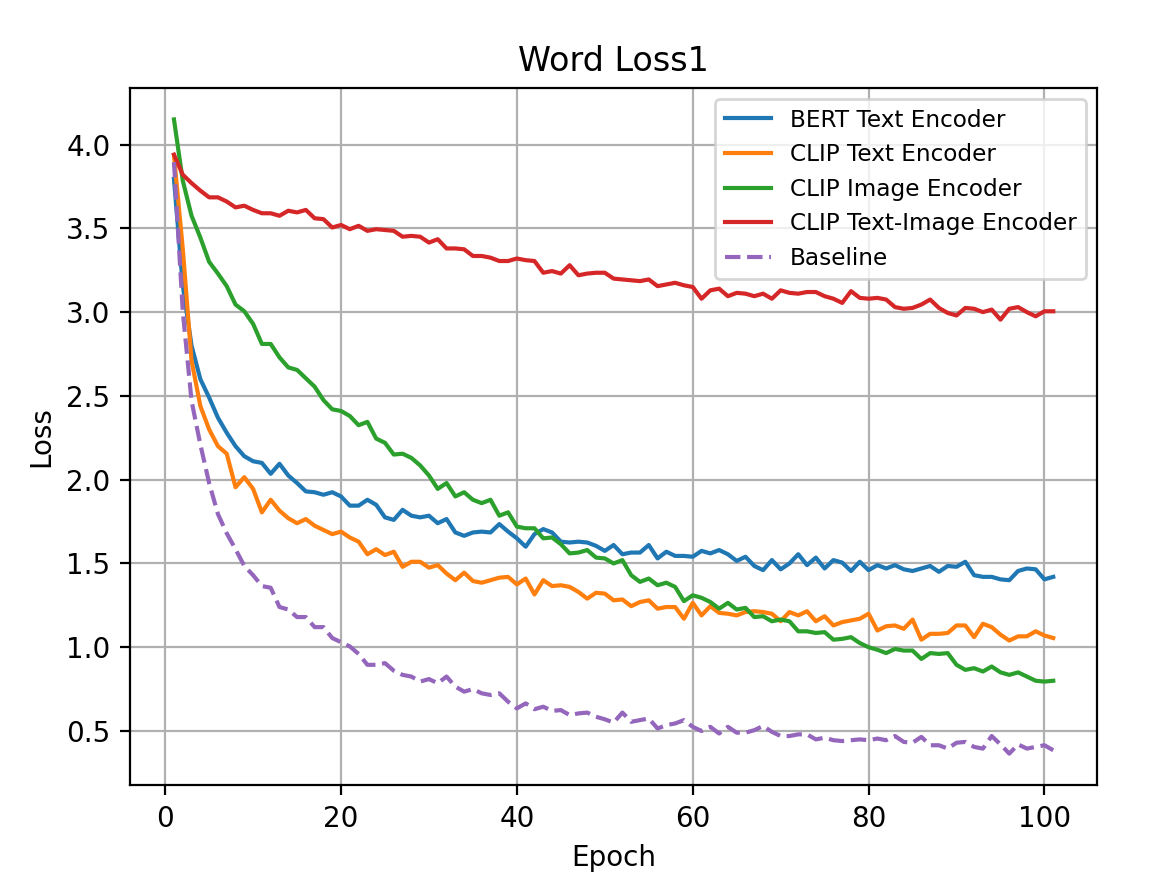 Word Loss1
BERT Text Encoder
CLIP Text Encoder
CLIP Image Encoder
CLIP Text-Image Encoder
Baseline
Loss
4.0
3.5
3.0
2.5
2.0
1.5
1.0
0.5
0 20 40 60 80 100
Epoch